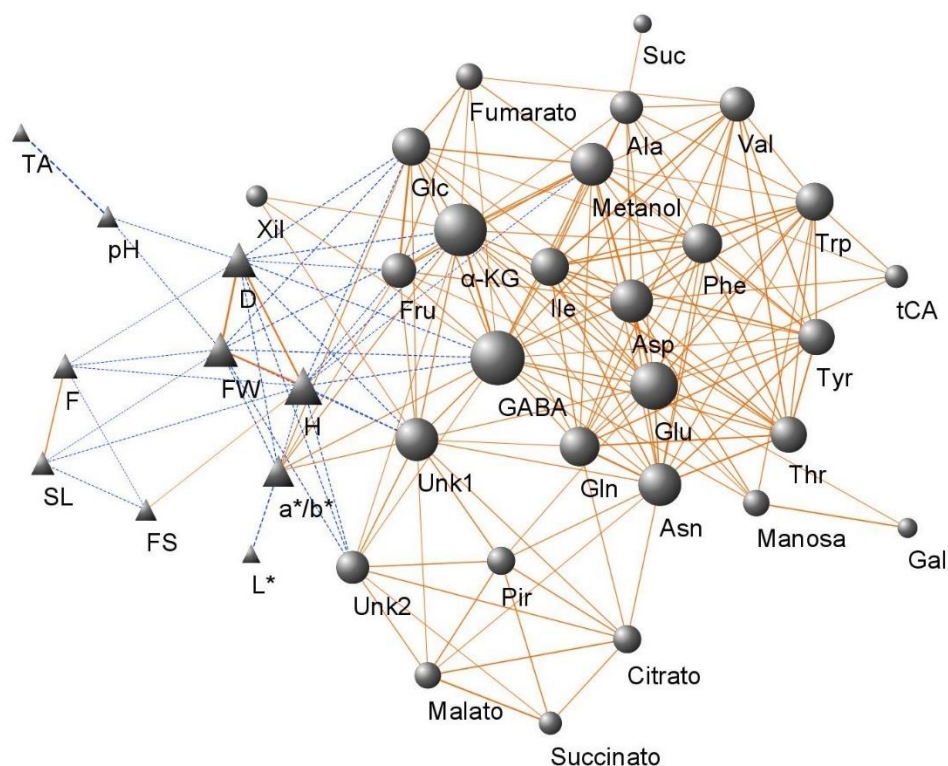 Suc
Fumarato
Ala
Val
TA
Glc
Metanol
Xil
pH
Trp
α-KG
Ile
Phe
D
Fru
tCA
Asp
FW
Tyr
F
H
GABA
Glu
SL
a*/b*
Unk1
Gln
Thr
FS
Asn
Manosa
L*
Gal
Unk2
Pir
Citrato
Malato
Succinato